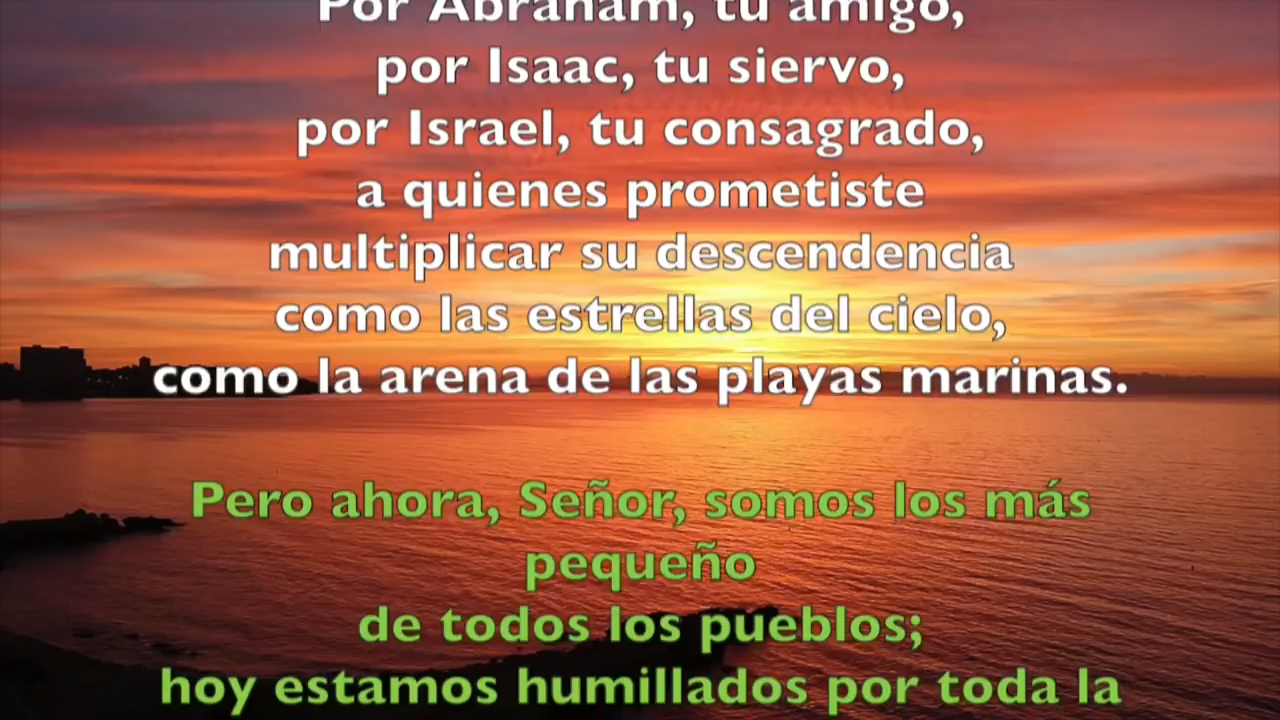 Por Abraham, tu amigo,
por Isaac, tu siervo,
por Israel, tu consagrado,
a quienes prometiste
multiplicar su descendencia
como las estrellas del cielo,
como la arena de las playas marinas.
Pero ahora, Señor, somos los más
pequeño
de todos los pueblos;
hoy estamos humillados por toda la